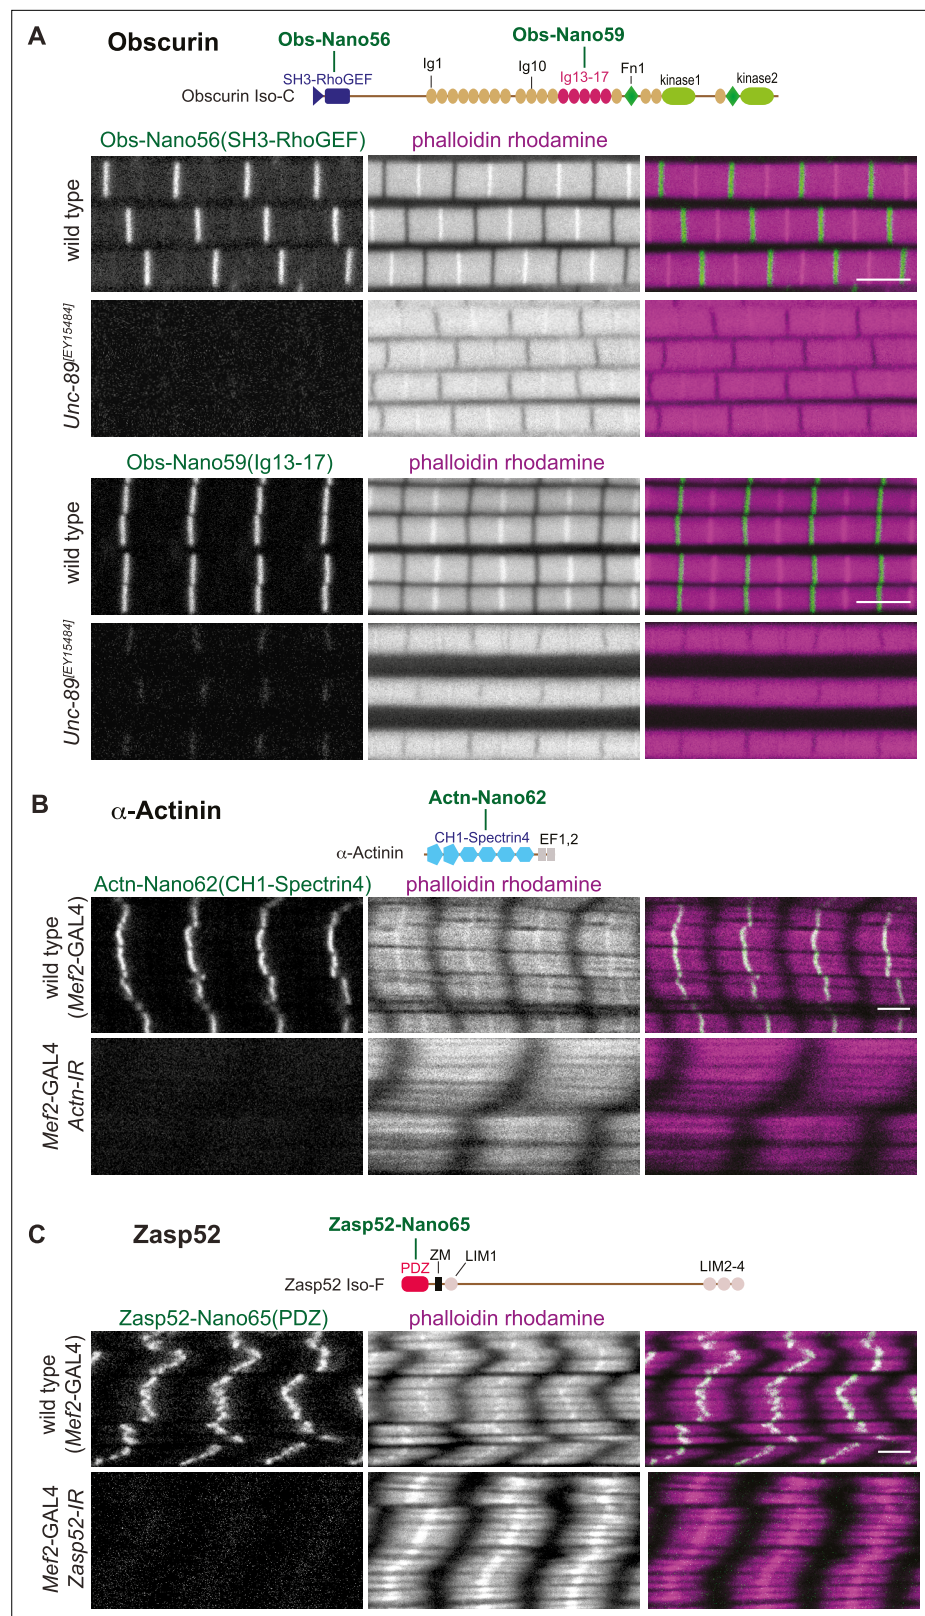 A
Obscurin
Obs-Nano56
Obs-Nano59
SH3-RhoGEF
Ig1
Ig10
Ig13-17
Fn1
kinase1
kinase2
Obscurin Iso-C
Obs-Nano56(SH3-RhoGEF)
phalloidin rhodamine
wild type
Unc-89[EY15484]
Obs-Nano59(Ig13-17)
phalloidin rhodamine
wild type
Unc-89[EY15484]
B
α-Actinin
Actn-Nano62
CH1-Spectrin4
EF1,2
α-Actinin
Actn-Nano62(CH1-Spectrin4)
phalloidin rhodamine
wild type
(Mef2-GAL4)
Mef2-GAL4
Actn-IR
C
Zasp52
Zasp52-Nano65
PDZ
ZM
LIM1
LIM2-4
Zasp52 Iso-F
Zasp52-Nano65(PDZ)
phalloidin rhodamine
wild type
(Mef2-GAL4)
Mef2-GAL4
Zasp52-IR